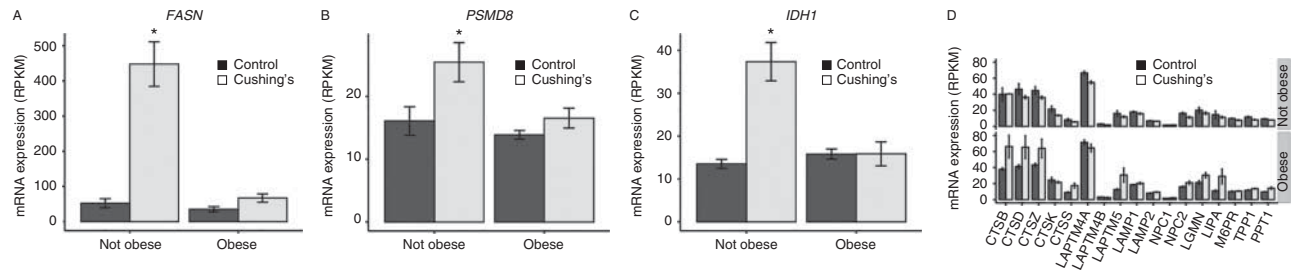 A
FASN
mRNA expression (RPKM)
500
400
300
200
100
0
*
Control
Cushing's
Not obese
Obese
B
PSMD8
mRNA expression (RPKM)
20
10
0
*
Control
Cushing's
Not obese
Obese
C
IDH1
mRNA expression (RPKM)
40
30
20
10
0
*
Control
Cushing's
Not obese
Obese
D
Control
Cushing's
mRNA expression (RPKM)
80
60
40
20
0
Not obese
mRNA expression (RPKM)
80
60
40
20
0
Obese
CTSB
CTSD
CTSZ
CTSK
CTSS
LAPTM4A
LAPTM4B
LAPTM5
LAMP1
LAMP2
NPC1
NPC2
LGMN
LIPA
M6PR
TPP1
PPT1